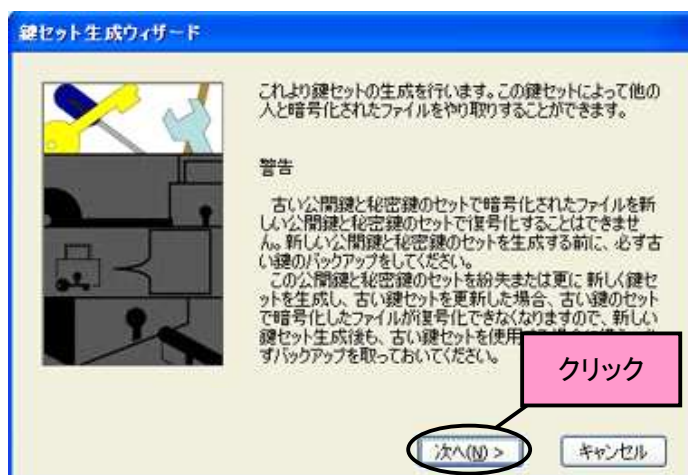 鍵セット生成ウィザード
これより鍵セットの生成を行います。この鍵セットによって他の
人と暗号化されたファイルをやり取りすることができます。
警告
古い公開鍵と秘密鍵のセットで暗号化されたファイルを新
しい公開鍵と秘密鍵のセットで復号化することはできませ
ん。新しい公開鍵と秘密鍵のセットを生成する前に、必ず古
い鍵のバックアップをしてください。
この公開鍵と秘密鍵のセットを紛失または更に新しく鍵セ
ットを生成し、古い鍵セットを更新した場合、古い鍵のセット
で暗号化したファイルが復号化できなくなりますので、新しい
鍵セット生成後も、古い鍵セットを使用
ずバックアップを取っておいてください。
クリック
次へ(N) >
キャンセル